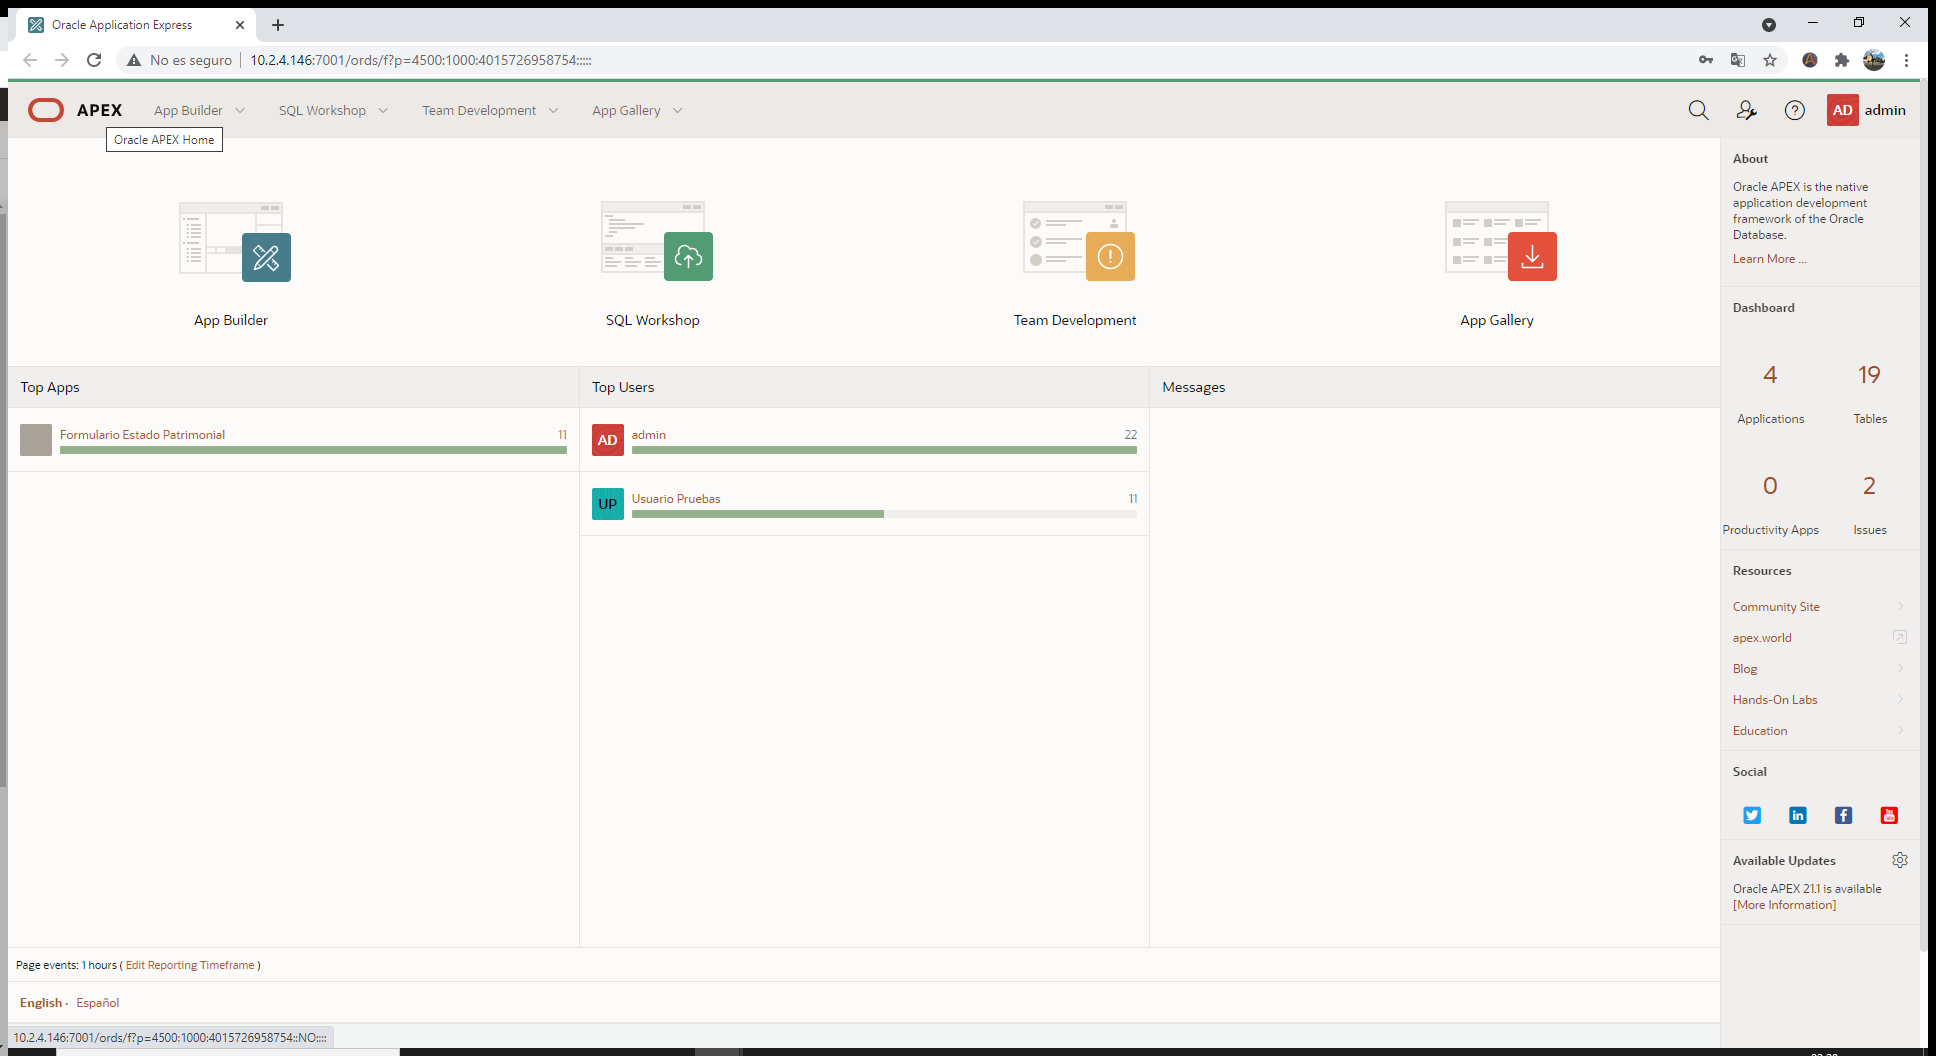 Oracle Application Express
No es seguro
10.2.4.146:7001/ords/f?p=4500:1000:4015726958754:::::
APEX
App Builder
SQL Workshop
Team Development
App Gallery
AD
admin
Oracle APEX Home
App Builder
SQL Workshop
Team Development
App Gallery
Top Apps
Formulario Estado Patrimonial
11
Top Users
AD
admin
22
UP
Usuario Pruebas
11
Messages
About
Oracle APEX is the native
application development
framework of the Oracle
Database.
Learn More ...
Dashboard
4
19
Applications
Tables
0
2
Productivity Apps
Issues
Resources
Community Site
apex.world
Blog
Hands-On Labs
Education
Social
Available Updates
Oracle APEX 21.1 is available
[More Information]
Page events: 1 hours ( Edit Reporting Timeframe )
English · Español
10.2.4.146:7001/ords/f?p=4500:1000:4015726958754::NO::::